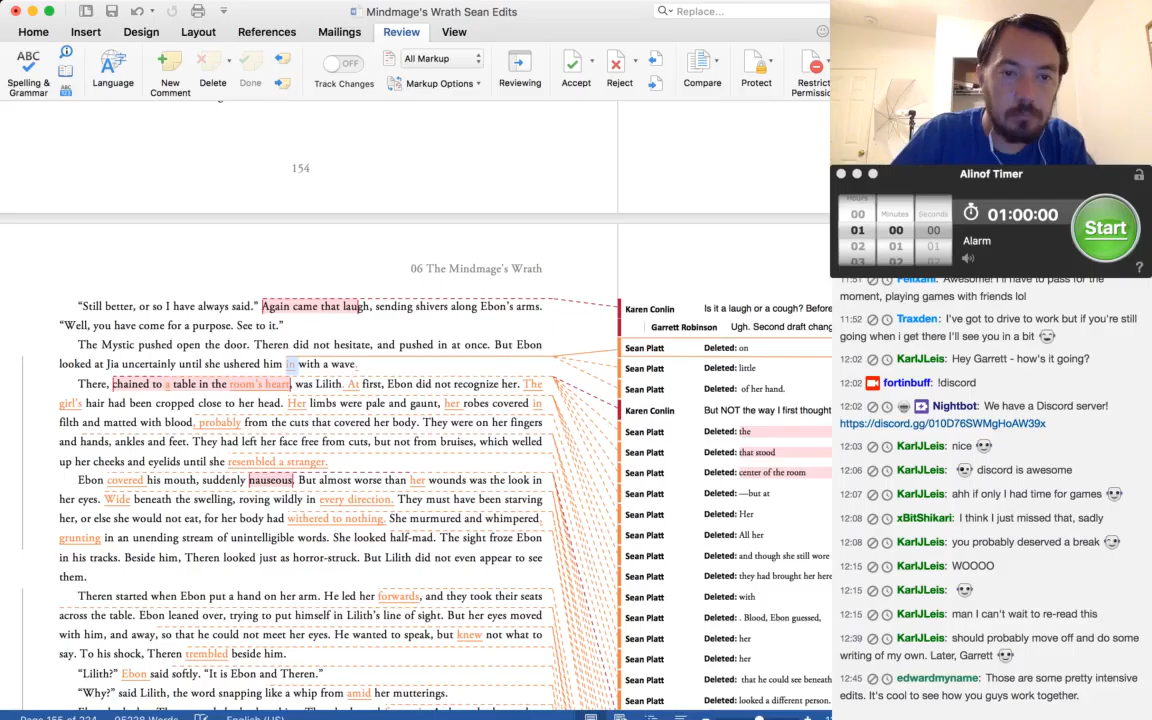 Mindmage's Wrath Sean Edits
Replace...
Home Insert Design Layout References Mailings Review View
ABC
Spelling & Grammar
Language
New Comment
Delete
Done
OFF
Track Changes
All Markup
Markup Options
Reviewing
Accept
Reject
Compare
Protect
Restrict
154
06 The Mindmage's Wrath
“Still better, or so I have always said.” Again came that laugh, sending shivers along Ebon’s arms.
“Well, you have come for a purpose. See to it.”
The Mystic pushed open the door. Theren did not hesitate, and pushed in at once. But Ebon
looked at Jia uncertainly until she ushered him in with a wave.
There, chained to a table in the room’s heart, was Lilith. At first, Ebon did not recognize her. The
girl’s hair had been cropped close to her head. Her limbs were pale and gaunt, her robes covered in
filth and matted with blood, probably from the cuts that covered her body. They were on her fingers
and hands, ankles and feet. They had left her face free from cuts, but not from bruises, which welled
up her cheeks and eyelids until she resembled a stranger.
Ebon covered his mouth, suddenly nauseous. But almost worse than her wounds was the look in
her eyes. Wide beneath the swelling, roving wildly in every direction. They must have been starving
her, or else she would not eat, for her body had withered to nothing. She murmured and whimpered,
grunting in an unending stream of unintelligible words. She looked half-mad. The sight froze Ebon
in his tracks. Beside him, Theren looked just as horror-struck. But Lilith did not even appear to see
them.
Theren started when Ebon put a hand on her arm. He led her forwards, and they took their seats
across the table. Ebon leaned over, trying to put himself in Lilith’s line of sight. But her eyes moved
with him, and away, so that he could not meet her eyes. He wanted to speak, but knew not what to
say. To his shock, Theren trembled beside him.
“Lilith?” Ebon said softly. “It is Ebon and Theren.”
“Why?” said Lilith, the word snapping like a whip from amid her mutterings.
Karen Conlin Is it a laugh or a cough? Before
Garrett Robinson Ugh. Second draft chang
Sean Platt Deleted: on
Sean Platt Deleted: little
Sean Platt Deleted: of her hand.
Karen Conlin But NOT the way I first thought
Sean Platt Deleted: the
Sean Platt Deleted: that stood
Sean Platt Deleted: center of the room
Sean Platt Deleted: —but at
Sean Platt Deleted: Her
Sean Platt Deleted: All her
Sean Platt Deleted: and though she still wore
Sean Platt Deleted: they had brought her here
Sean Platt Deleted: with
Sean Platt Deleted: . Blood, Ebon guessed,
Sean Platt Deleted: her
Sean Platt Deleted: her
Sean Platt Deleted: that he could see beneath
Sean Platt Deleted: looked a different person.
Page 155 of 224 95228 Words English (US)
Alinof Timer
Hours Minutes Seconds
00
01 00 00
02 01 01
01:00:00
Alarm
Start
?
moment, playing games with friends lol
11:52 Traxden: I've got to drive to work but if you're still
going when i get there I'll see you in a bit
12:02 KarlJLeis: Hey Garrett - how's it going?
12:02 fortinbuff: !discord
12:02 Nightbot: We have a Discord server!
https://discord.gg/010D76SWMgHoAW39x
12:03 KarlJLeis: nice
12:06 KarlJLeis: discord is awesome
12:07 KarlJLeis: ahh if only I had time for games
12:08 xBitShikari: I think I just missed that, sadly
12:08 KarlJLeis: you probably deserved a break
12:15 KarlJLeis: WOOOO
12:15 KarlJLeis:
12:15 KarlJLeis: man I can't wait to re-read this
12:39 KarlJLeis: should probably move off and do some
writing of my own. Later, Garrett
12:45 edwardmyname: Those are some pretty intensive
edits. It's cool to see how you guys work together.